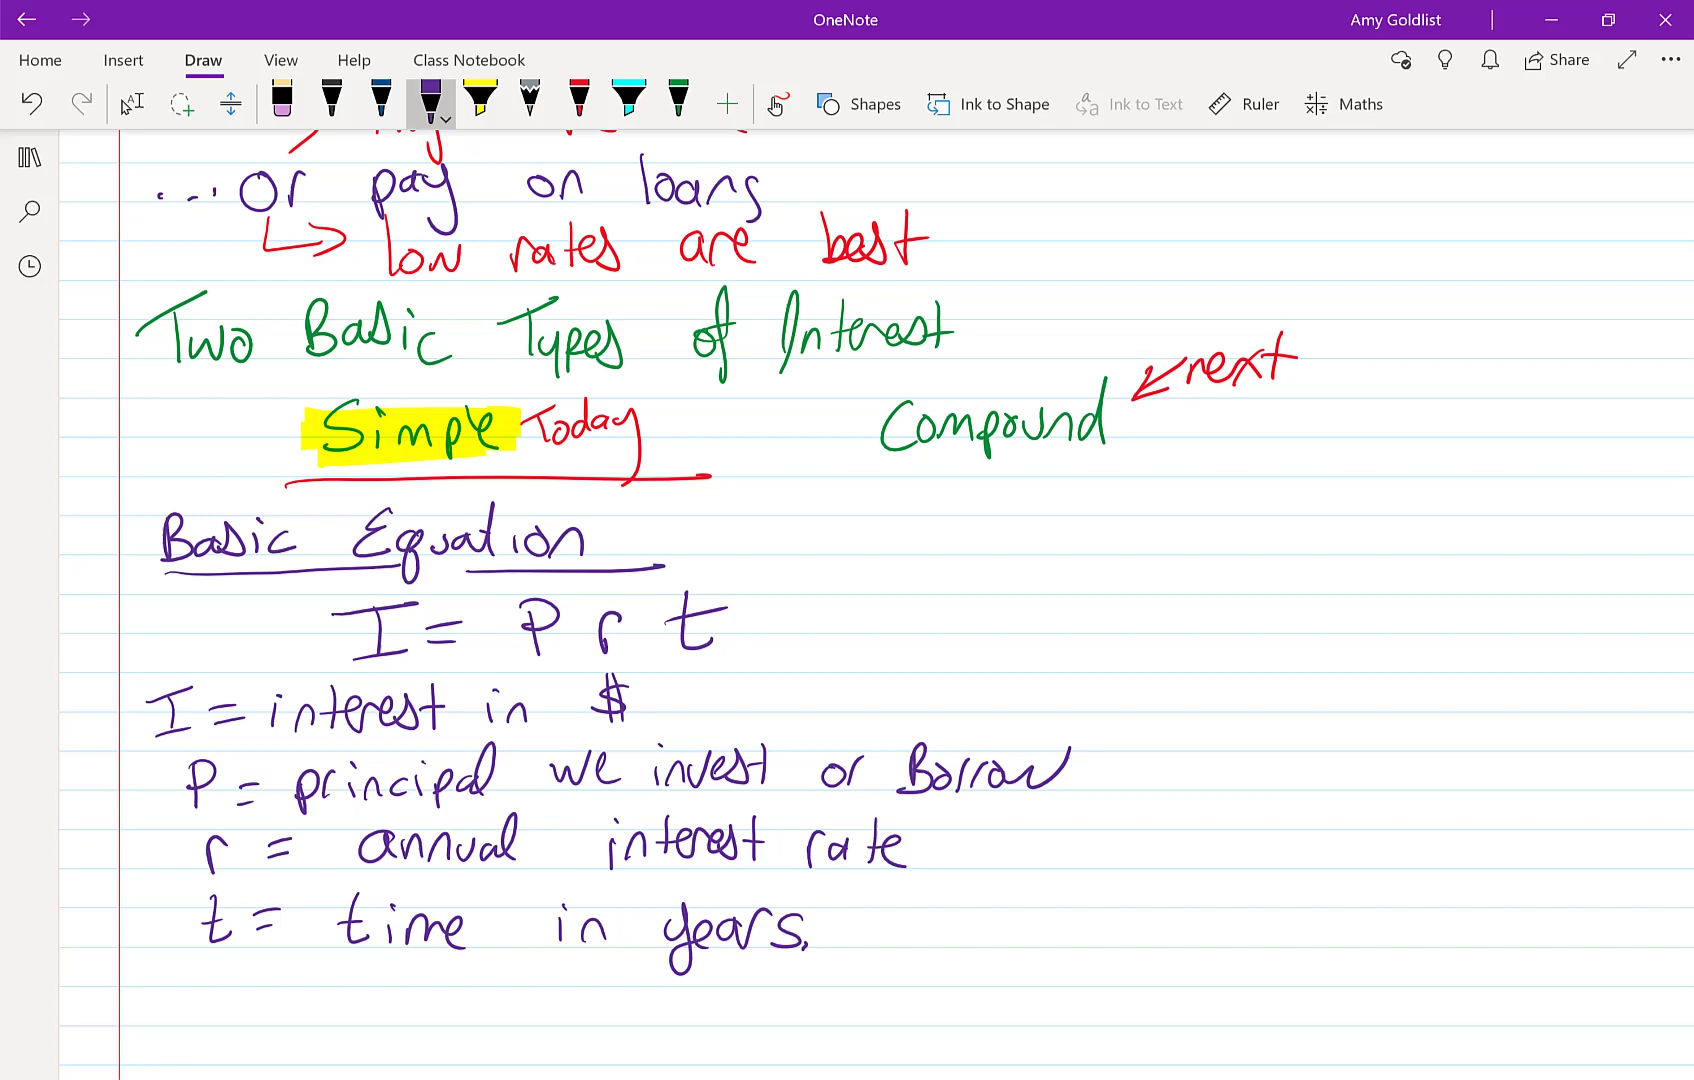 OneNote
Amy Goldlist
Home Insert Draw View Help Class Notebook
Share
Shapes Ink to Shape Ink to Text Ruler Maths
.... Or pay on loans
low rates are best
Two Basic Types of Interest
next
Simple Today Compound
Basic Equation
I = P r t
I = interest in $
P = principal we invest or Borrow
r = annual interest rate
t = time in years.